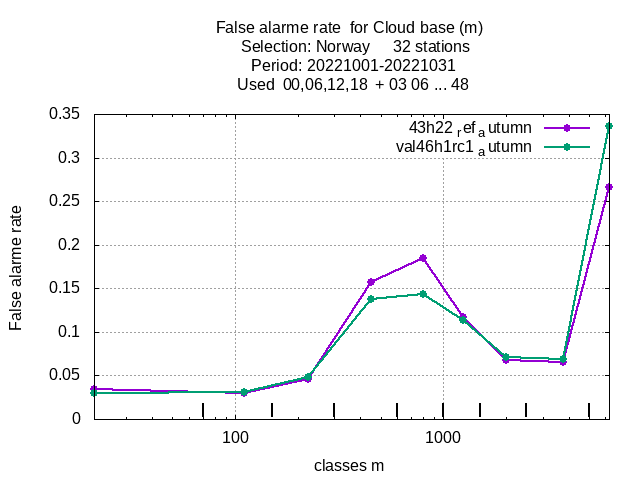 False alarme rate  for Cloud base (m)
Selection: Norway     32 stations
Period: 20221001-20221031
Used  00,06,12,18  + 03 06 ... 48
43h22 ref autumn
val46h1rc1 autumn
0.35
0.3
0.25
0.2
0.15
0.1
0.05
0
False alarme rate
100
1000
classes m